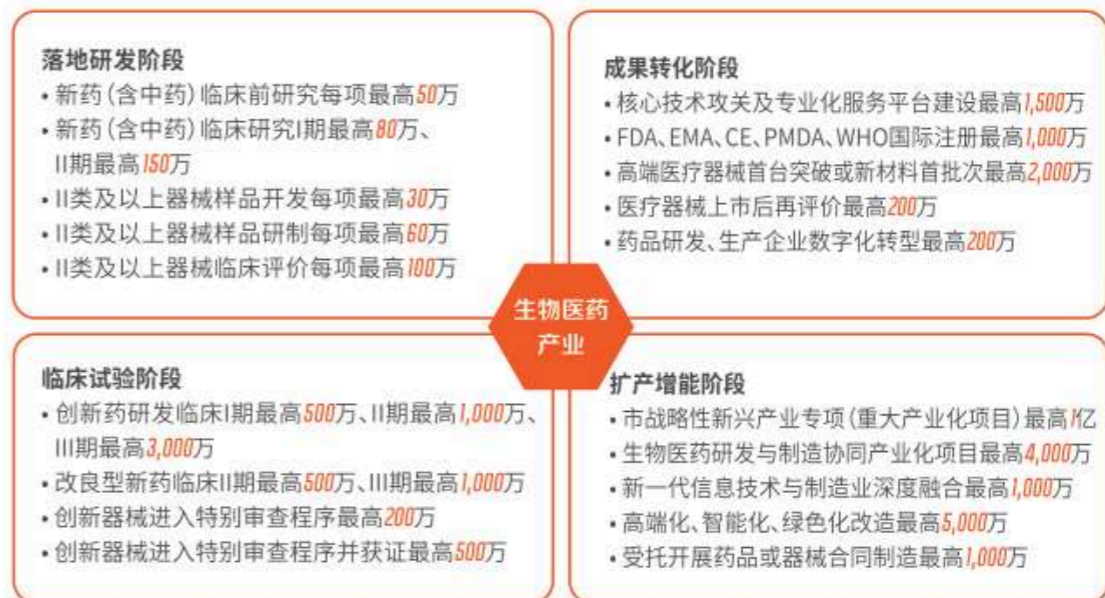 落地研发阶段
• 新药(含中药)临床前研究每项最高50万
• 新药(含中药)临床研究I期最高80万、
II期最高150万
• II类及以上器械样品开发每项最高30万
• II类及以上器械样品研制每项最高60万
• II类及以上器械临床评价每项最高100万
成果转化阶段
• 核心技术攻关及专业化服务平台建设最高1,500万
• FDA、EMA、CE、PMDA、WHO国际注册最高1,000万
• 高端医疗器械首台突破或新材料首批次最高2,000万
• 医疗器械上市后再评价最高200万
• 药品研发、生产企业数字化转型最高200万
生物医药
产业
临床试验阶段
• 创新药研发临床I期最高500万、II期最高1,000万、
III期最高3,000万
• 改良型新药临床II期最高500万、III期最高1,000万
• 创新器械进入特别审查程序最高200万
• 创新器械进入特别审查程序并获证最高500万
扩产增能阶段
• 市战略性新兴产业专项(重大产业化项目)最高1亿
• 生物医药研发与制造协同产业化项目最高4,000万
• 新一代信息技术与制造业深度融合最高1,000万
• 高端化、智能化、绿色化改造最高5,000万
• 受托开展药品或器械合同制造最高1,000万